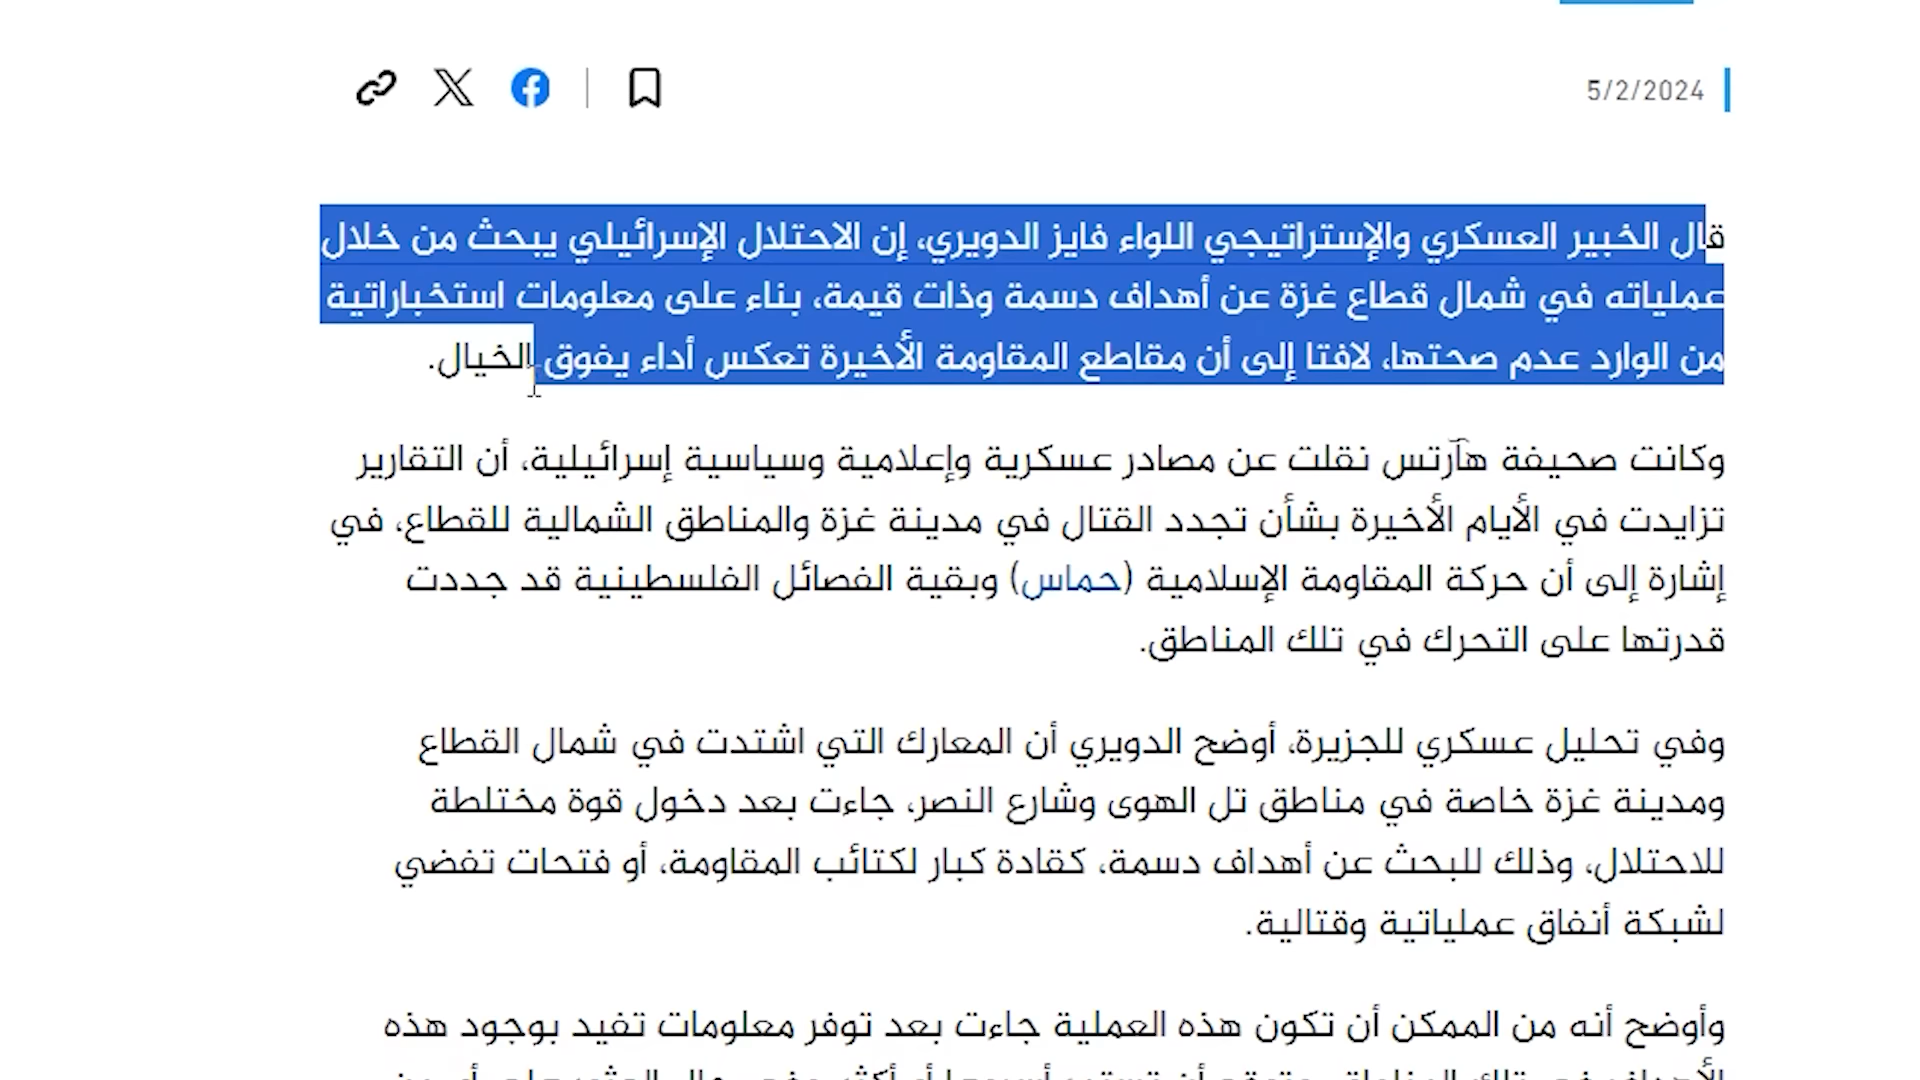 5/2/2024
قال الخبير العسكري والإستراتيجي اللواء فايز الدويري، إن الاحتلال الإسرائيلي يبحث من خلال
عملياته في شمال قطاع غزة عن أهداف دسمة وذات قيمة، بناء على معلومات استخباراتية
من الوارد عدم صحتها، لافتا إلى أن مقاطع المقاومة الأخيرة تعكس أداء يفوق الخيال.
وكانت صحيفة هآرتس نقلت عن مصادر عسكرية وإعلامية وسياسية إسرائيلية، أن التقارير
تزايدت في الأيام الأخيرة بشأن تجدد القتال في مدينة غزة والمناطق الشمالية للقطاع، في
إشارة إلى أن حركة المقاومة الإسلامية (حماس) وبقية الفصائل الفلسطينية قد جددت
قدرتها على التحرك في تلك المناطق.
وفي تحليل عسكري للجزيرة، أوضح الدويري أن المعارك التي اشتدت في شمال القطاع
ومدينة غزة خاصة في مناطق تل الهوى وشارع النصر، جاءت بعد دخول قوة مختلطة
للاحتلال، وذلك للبحث عن أهداف دسمة، كقادة كبار لكتائب المقاومة، أو فتحات تفضي
لشبكة أنفاق عملياتية وقتالية.
وأوضح أنه من الممكن أن تكون هذه العملية جاءت بعد توفر معلومات تفيد بوجود هذه